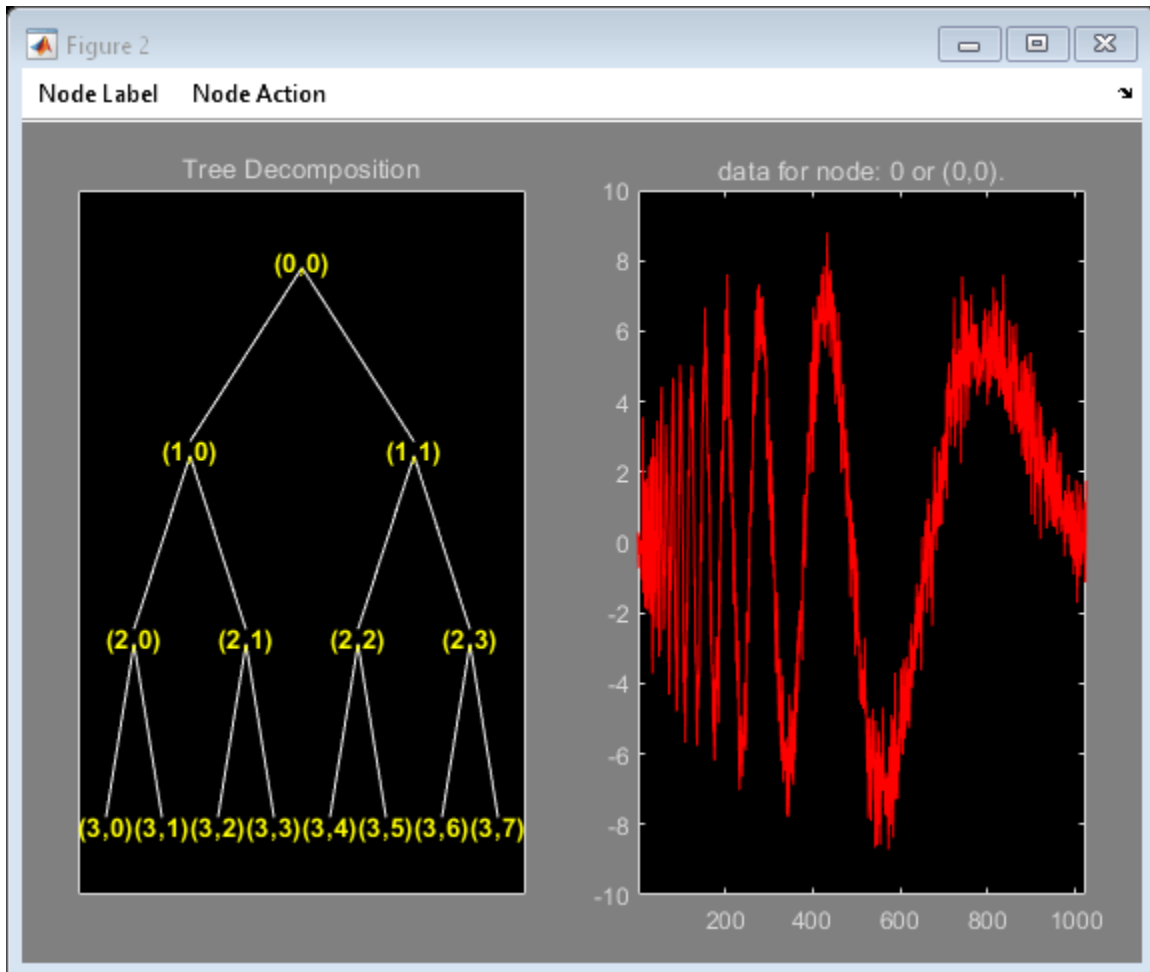 Figure 2
Node Label Node Action
Tree Decomposition
(0,0)
(1,0) (1,1)
(2,0) (2,1) (2,2) (2,3)
(3,0)(3,1)(3,2)(3,3)(3,4)(3,5)(3,6)(3,7)
data for node: 0 or (0,0).
10
8
6
4
2
0
-2
-4
-6
-8
-10
200 400 600 800 1000